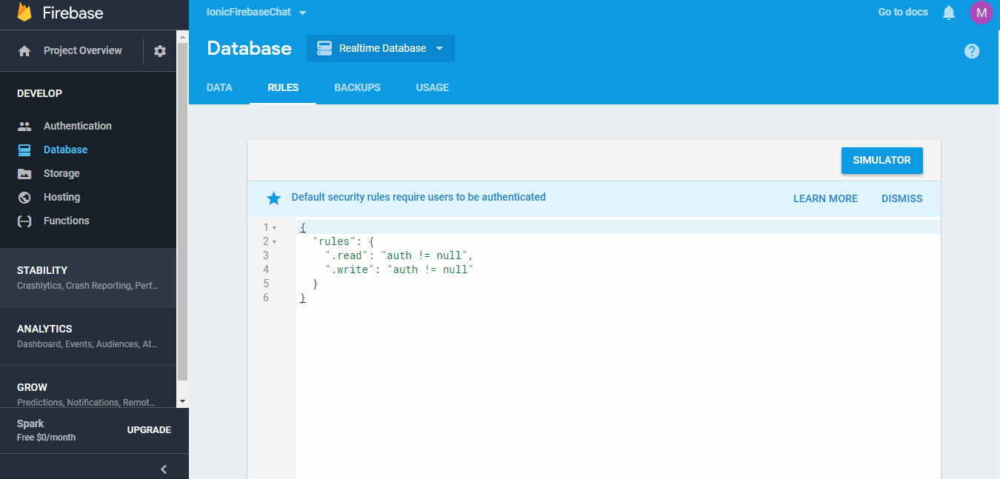 Firebase
Project Overview
DEVELOP
Authentication
Database
Storage
Hosting
Functions
STABILITY
Crashlytics, Crash Reporting, Perf...
ANALYTICS
Dashboard, Events, Audiences, At...
GROW
Predictions, Notifications, Remot...
Spark
Free $0/month
UPGRADE
IonicFirebaseChat
Go to docs
M
Database
Realtime Database
?
DATA RULES BACKUPS USAGE
SIMULATOR
Default security rules require users to be authenticated
LEARN MORE DISMISS
1 {
2 "rules": {
3 ".read": "auth != null",
4 ".write": "auth != null"
5 }
6 }